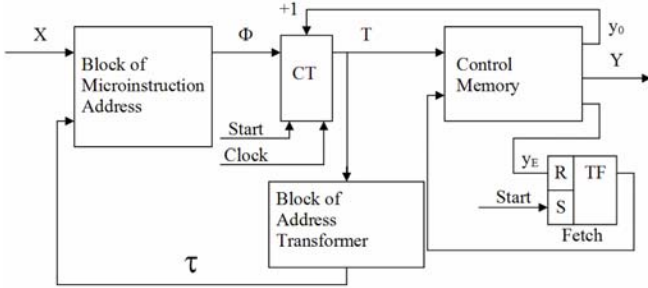 +1
y₀
X
Φ
T
Y
Block of
Microinstruction
Address
CT
Control
Memory
Start
Clock
yE
R
TF
S
Start
Fetch
Block of
Address
Transformer
τ